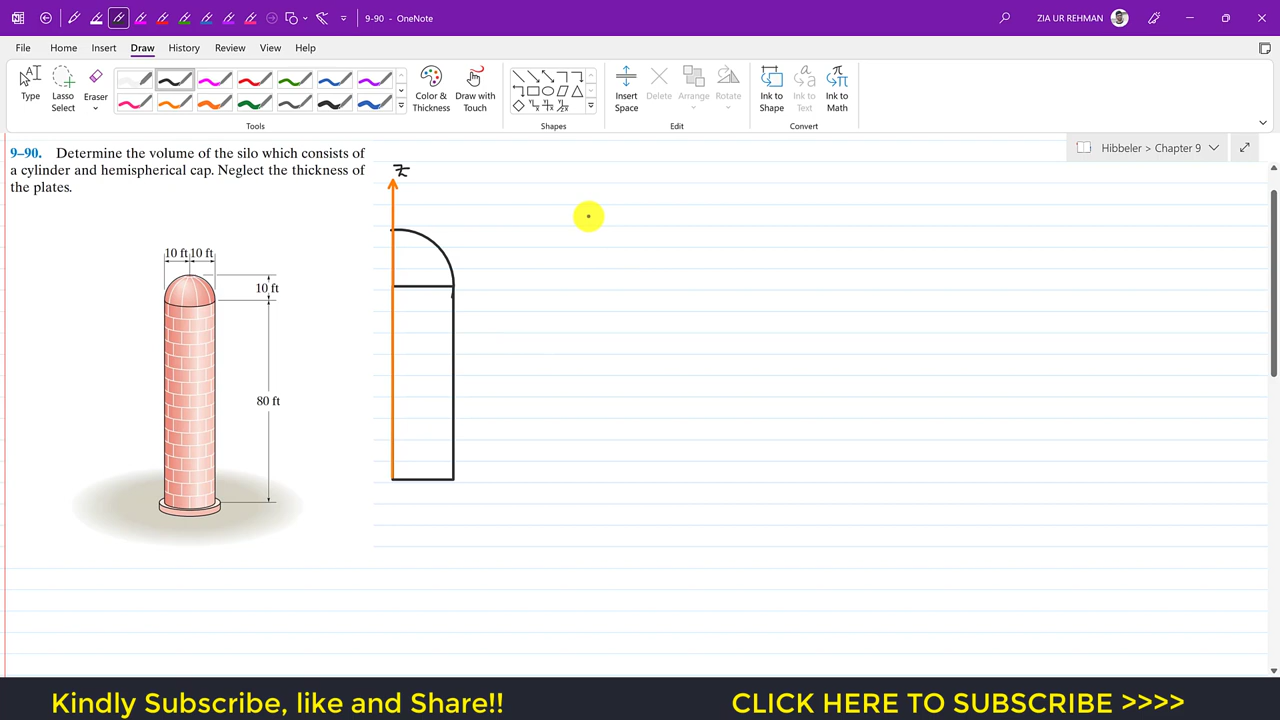 9-90 - OneNote
ZIA UR REHMAN
File Home Insert Draw History Review View Help
Type
Lasso Select
Eraser
Color & Thickness
Draw with Touch
Insert Space
Delete
Arrange
Rotate
Ink to Shape
Ink to Text
Ink to Math
Tools
Shapes
Edit
Convert
Hibbeler > Chapter 9
9–90. Determine the volume of the silo which consists of
a cylinder and hemispherical cap. Neglect the thickness of
the plates.
z
10 ft 10 ft
10 ft
80 ft
Kindly Subscribe, like and Share!!
CLICK HERE TO SUBSCRIBE >>>>